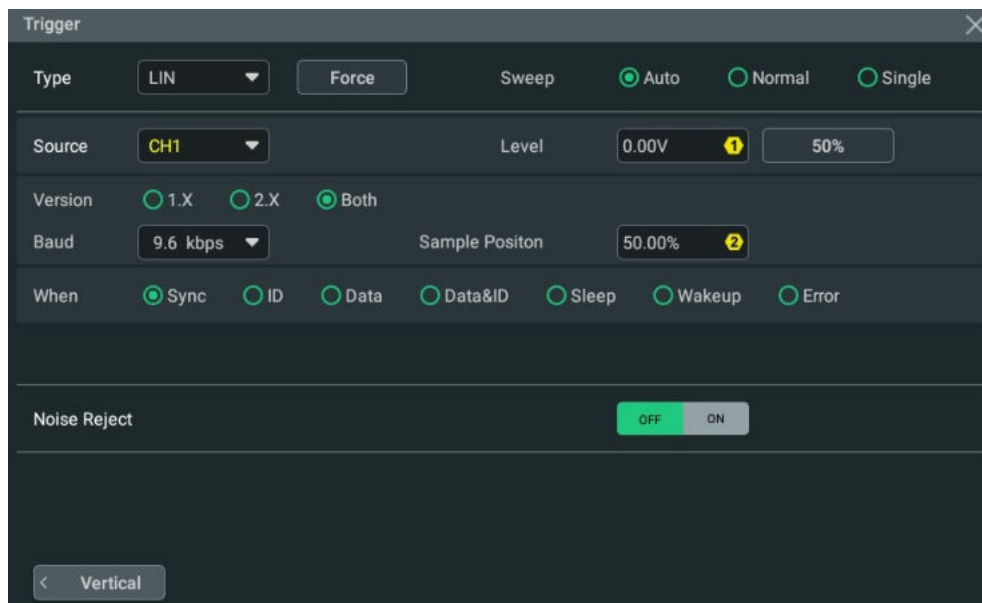 Trigger
Type LIN Force Sweep Auto Normal Single
Source CH1 Level 0.00V 1 50%
Version 1.X 2.X Both
Baud 9.6 kbps Sample Positon 50.00% 2
When Sync ID Data Data&ID Sleep Wakeup Error
Noise Reject OFF ON
< Vertical